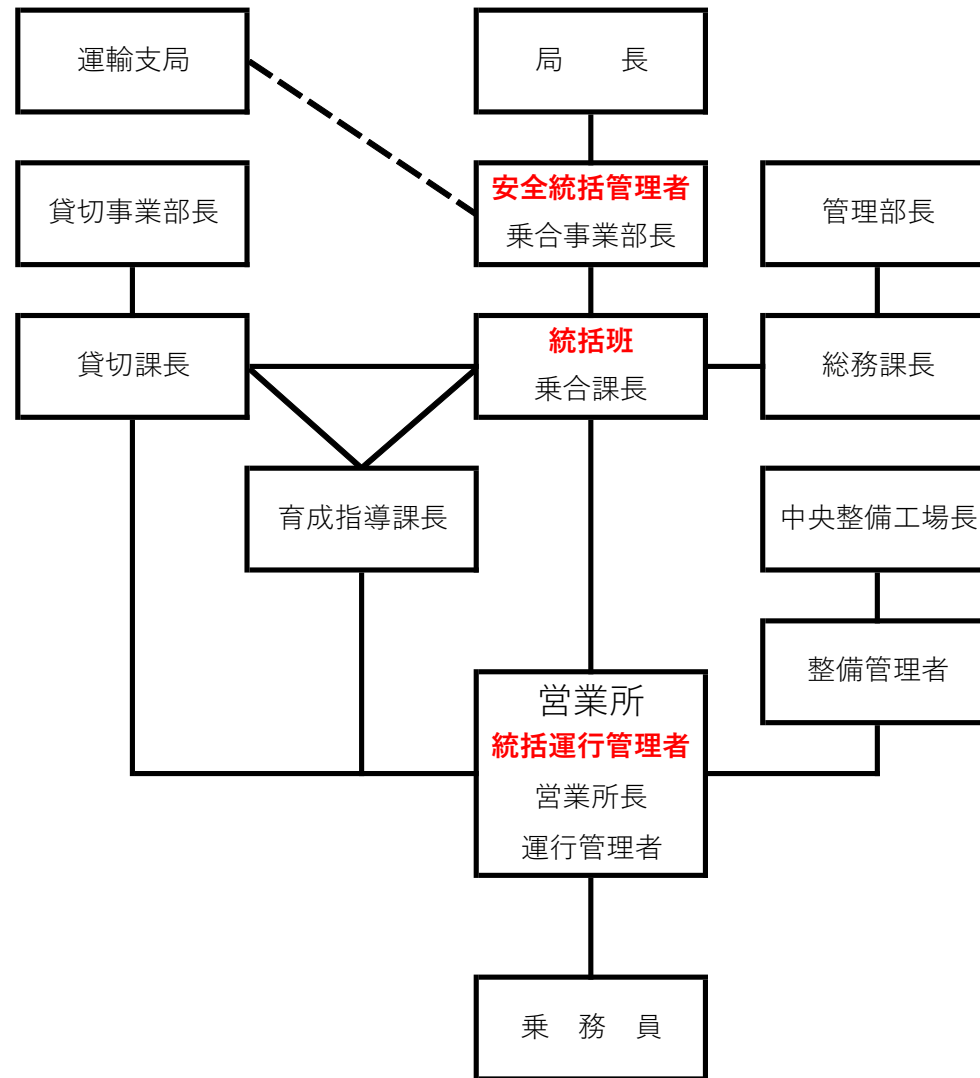 運輸支局
局　　長
貸切事業部長
安全統括管理者
乗合事業部長
管理部長
貸切課長
統括班
乗合課長
総務課長
育成指導課長
中央整備工場長
整備管理者
営業所
統括運行管理者
営業所長
運行管理者
乗　務　員